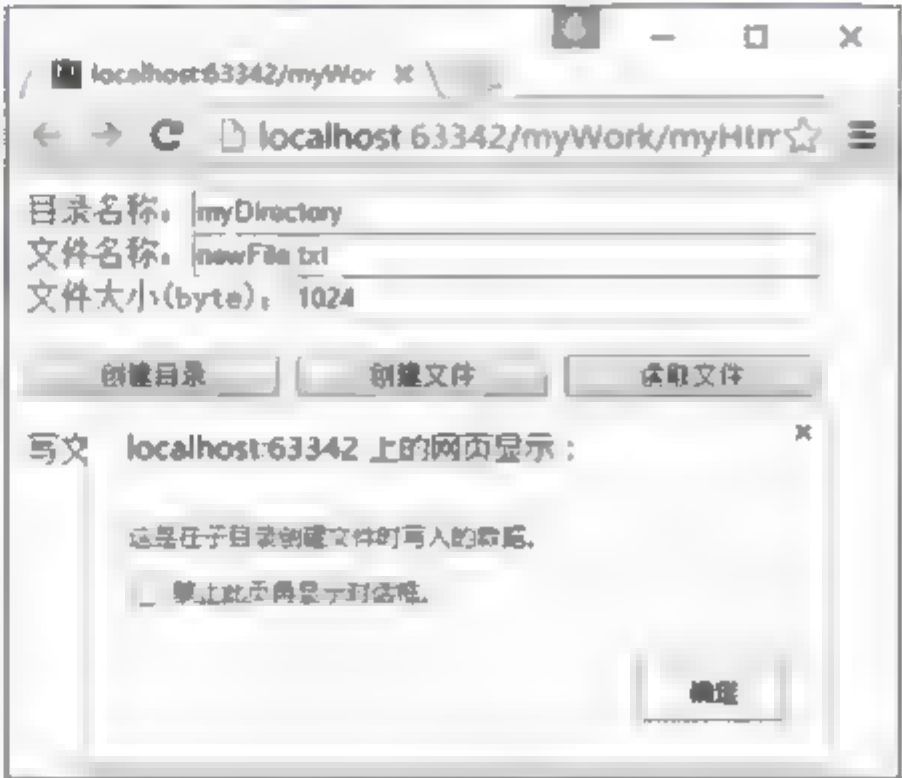 localhost:63342/myWor
localhost:63342/myWork/myHtm
目录名称：myDirectory
文件名称：newFile.txt
文件大小(byte)：1024
创建目录 创建文件 读取文件
写文
localhost:63342 上的网页显示：
这是在子目录创建文件时写入的数据。
禁止此页再显示对话框。
确定